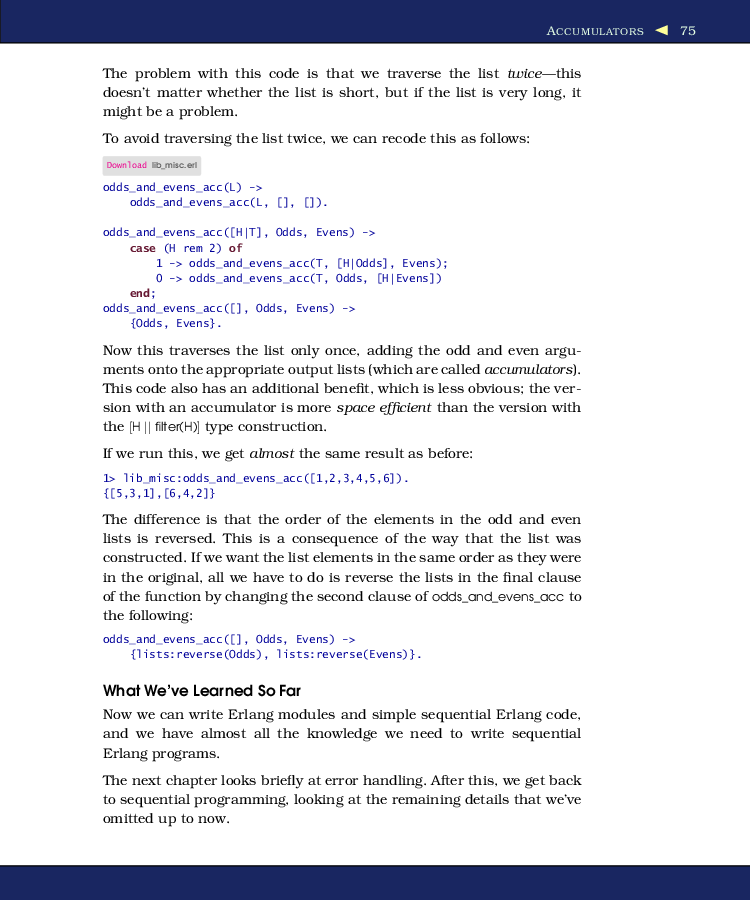 ACCUMULATORS ◀ 75
The problem with this code is that we traverse the list twice—this
doesn't matter whether the list is short, but if the list is very long, it
might be a problem.
To avoid traversing the list twice, we can recode this as follows:
Download lib_misc.erl
odds_and_evens_acc(L) ->
    odds_and_evens_acc(L, [], []).
odds_and_evens_acc([H|T], Odds, Evens) ->
    case (H rem 2) of
        1 -> odds_and_evens_acc(T, [H|Odds], Evens);
        0 -> odds_and_evens_acc(T, Odds, [H|Evens])
    end;
odds_and_evens_acc([], Odds, Evens) ->
    {Odds, Evens}.
Now this traverses the list only once, adding the odd and even argu-
ments onto the appropriate output lists (which are called accumulators).
This code also has an additional benefit, which is less obvious; the ver-
sion with an accumulator is more space efficient than the version with
the [H || filter(H)] type construction.
If we run this, we get almost the same result as before:
1> lib_misc:odds_and_evens_acc([1,2,3,4,5,6]).
{[5,3,1],[6,4,2]}
The difference is that the order of the elements in the odd and even
lists is reversed. This is a consequence of the way that the list was
constructed. If we want the list elements in the same order as they were
in the original, all we have to do is reverse the lists in the final clause
of the function by changing the second clause of odds_and_evens_acc to
the following:
odds_and_evens_acc([], Odds, Evens) ->
    {lists:reverse(Odds), lists:reverse(Evens)}.
What We've Learned So Far
Now we can write Erlang modules and simple sequential Erlang code,
and we have almost all the knowledge we need to write sequential
Erlang programs.
The next chapter looks briefly at error handling. After this, we get back
to sequential programming, looking at the remaining details that we've
omitted up to now.